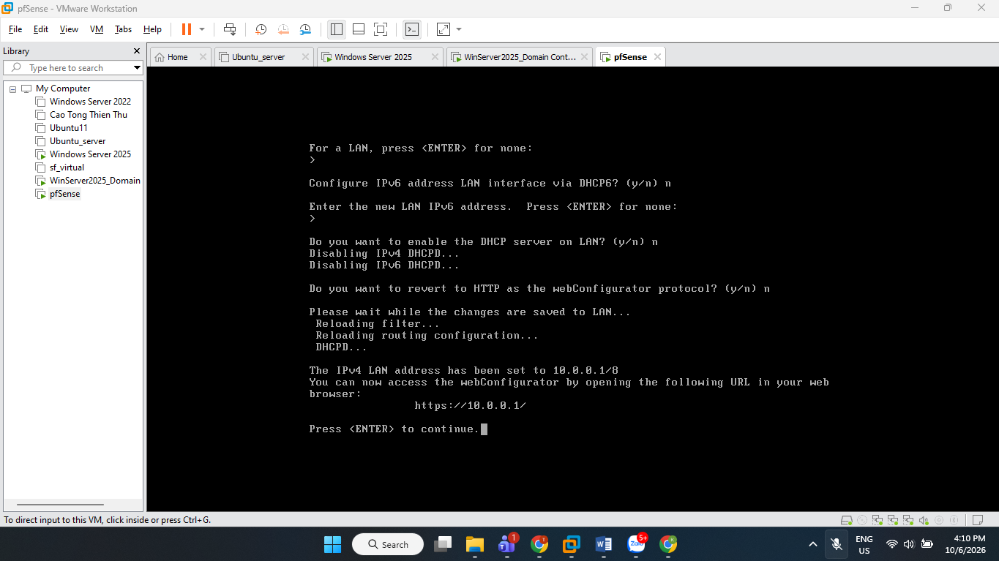 pfSense - VMware Workstation
File Edit View VM Tabs Help
Library
Type here to search
My Computer
Windows Server 2022
Cao Tong Thien Thu
Ubuntu11
Ubuntu_server
Windows Server 2025
sf_virtual
WinServer2025_Domain
pfSense
Home Ubuntu_server Windows Server 2025 WinServer2025_Domain Cont... pfSense
For a LAN, press <ENTER> for none:
>
Configure IPv6 address LAN interface via DHCP6? (y/n) n
Enter the new LAN IPv6 address.  Press <ENTER> for none:
>
Do you want to enable the DHCP server on LAN? (y/n) n
Disabling IPv4 DHCPD...
Disabling IPv6 DHCPD...
Do you want to revert to HTTP as the webConfigurator protocol? (y/n) n
Please wait while the changes are saved to LAN...
Reloading filter...
Reloading routing configuration...
DHCPD...
The IPv4 LAN address has been set to 10.0.0.1/8
You can now access the webConfigurator by opening the following URL in your web
browser:
https://10.0.0.1/
Press <ENTER> to continue.
To direct input to this VM, click inside or press Ctrl+G.
Search
1
Zalo
5+
K
ENG
US
4:10 PM
10/6/2026